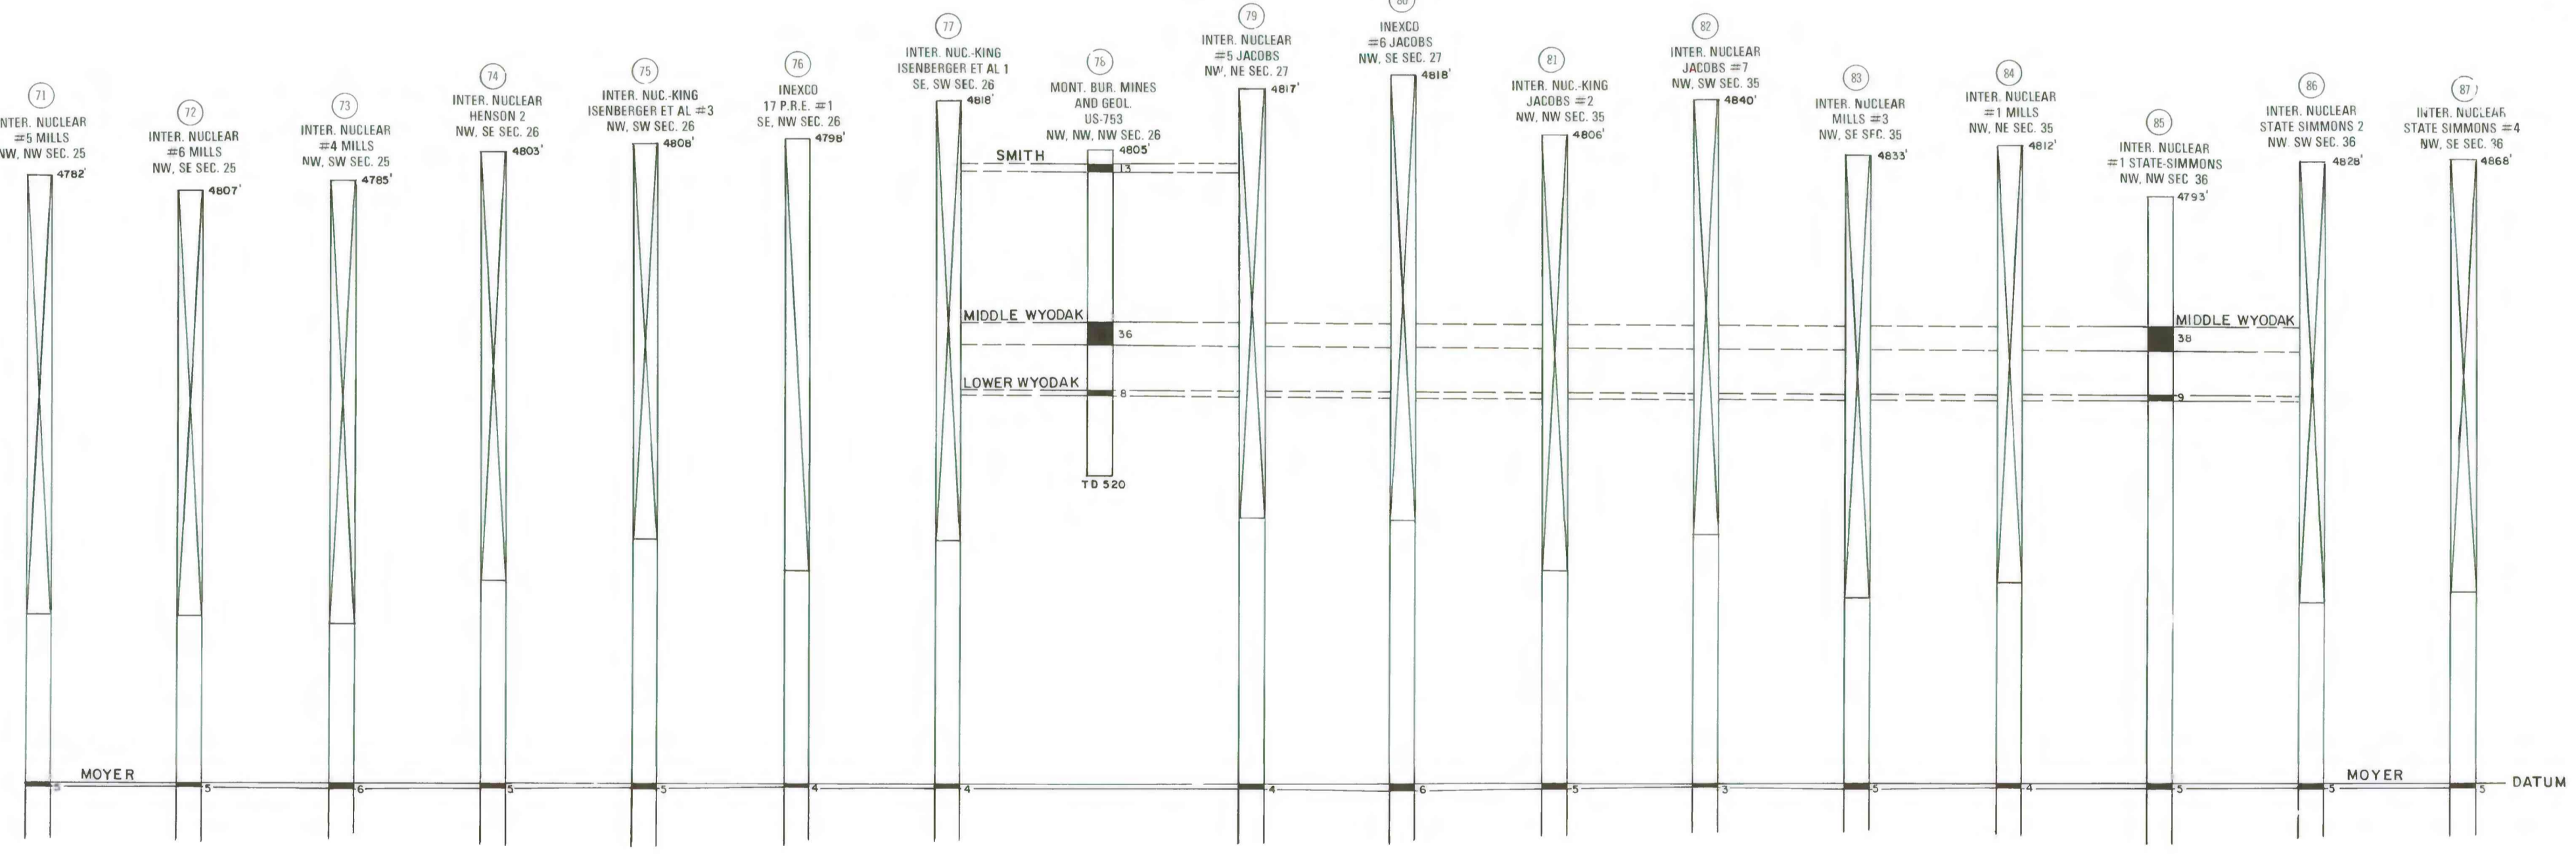 71
#5 MILLS
NW, NW SEC. 25
4782'
72
INTER. NUCLEAR
#6 MILLS
NW, SE SEC. 25
4807'
73
INTER. NUCLEAR
#4 MILLS
NW, SW SEC. 25
4785'
74
INTER. NUCLEAR
HENSON 2
NW, SE SEC. 26
4803'
75
INTER. NUC.-KING
ISENBERGER ET AL #3
NW, SW SEC. 26
4808'
76
INEXCO
17 P.R.E. #1
SE, NW SEC. 26
4798'
77
INTER. NUC.-KING
ISENBERGER ET AL 1
SE, SW SEC. 26
4818'
78
MONT. BUR. MINES
AND GEOL.
US-753
NW, NW, NW SEC. 26
4805'
79
INTER. NUCLEAR
#5 JACOBS
NW, NE SEC. 27
4817'
80
INEXCO
#6 JACOBS
NW, SE SEC. 27
4818'
81
INTER. NUC.-KING
JACOBS #2
NW, NW SEC. 35
4806'
82
INTER. NUCLEAR
JACOBS #7
NW, SW SEC. 35
4840'
83
INTER. NUCLEAR
MILLS #3
NW, SE SEC. 35
4833'
84
INTER. NUCLEAR
#1 MILLS
NW, NE SEC. 35
4812'
85
INTER. NUCLEAR
#1 STATE-SIMMONS
NW, NW SEC 36
4793'
86
INTER. NUCLEAR
STATE SIMMONS 2
NW. SW SEC. 36
4828'
87
INTER. NUCLEAR
STATE SIMMONS #4
NW, SE SEC. 36
4868'
SMITH
13
MIDDLE WYODAK
36
MIDDLE WYODAK
38
LOWER WYODAK
8
9
TD 520
MOYER
MOYER
DATUM
5 5 6 5 5 4 4 4 6 5 3 5 4 5 5 5